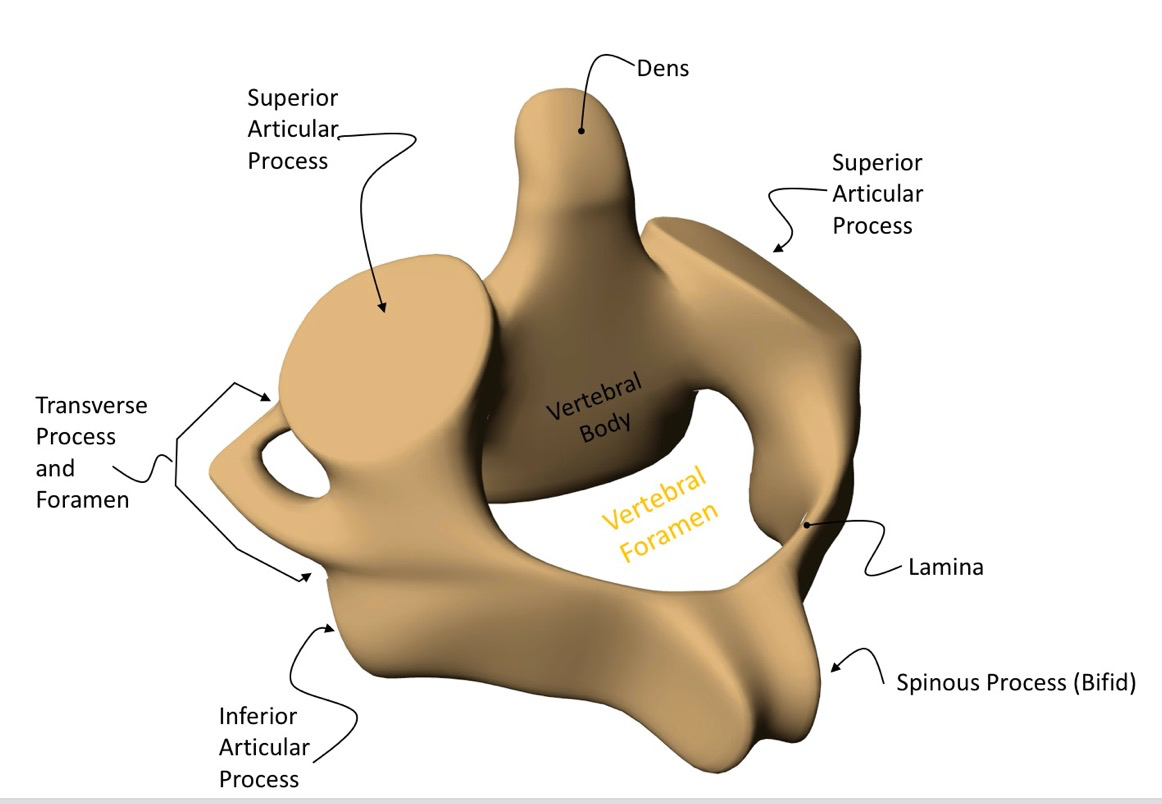 Dens
Superior
Articular
Process
Superior
Articular
Process
Vertebral
Body
Transverse
Process
and
Foramen
Vertebral
Foramen
Lamina
Spinous Process (Bifid)
Inferior
Articular
Process